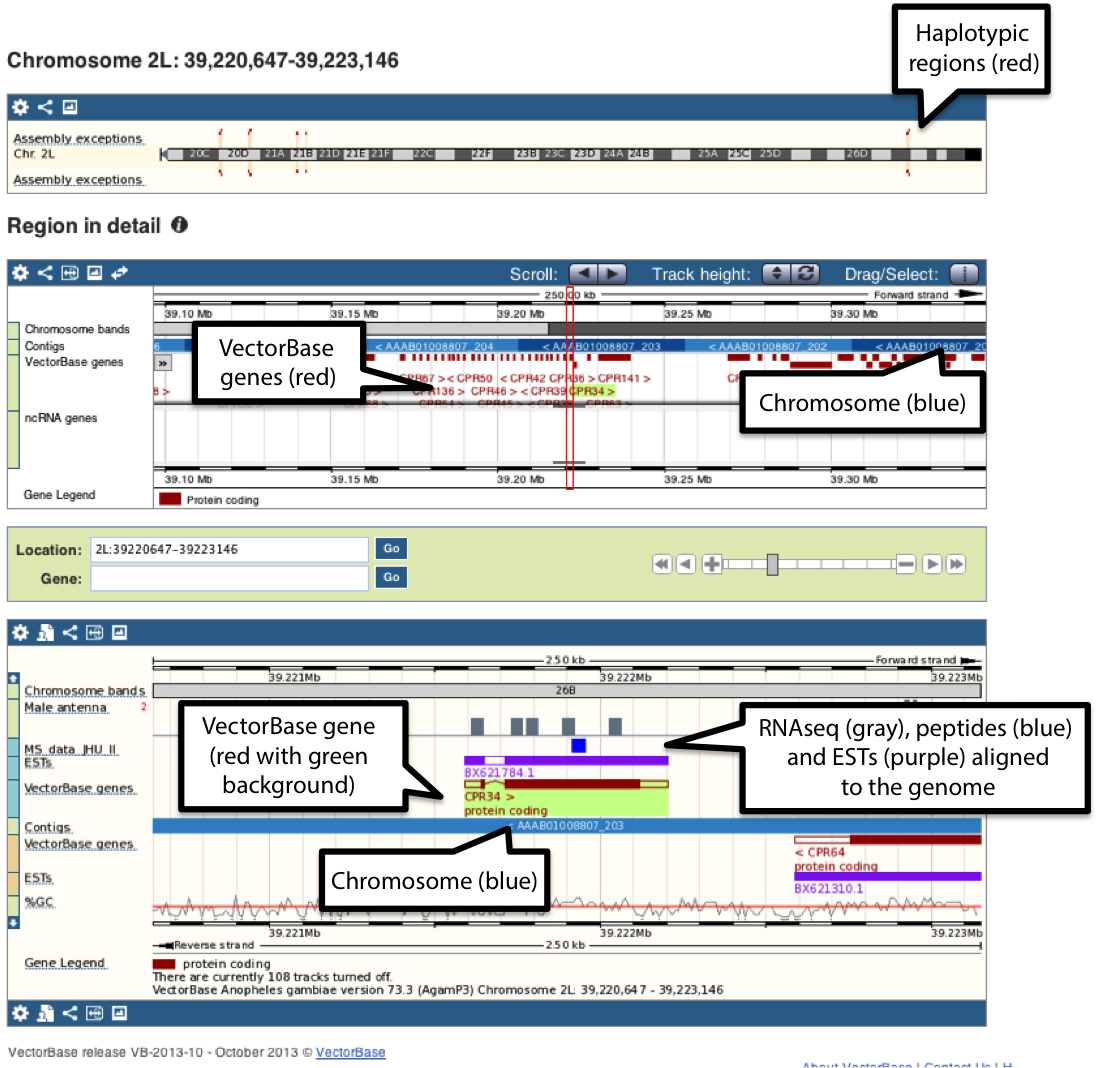 Haplotypic
regions (red)
Chromosome 2L: 39,220,647-39,223,146
Assembly exceptions
Chr. 2L
20C 20D 21A 21B 21D 21E 21F 22C 22F 23B 23C 23D 24A 24B 25A 25C 25D 26D
Assembly exceptions
Region in detail
Scroll: Track height: Drag/Select:
250.00 kb Forward strand
39.10 Mb 39.15 Mb 39.20 Mb 39.25 Mb 39.30 Mb
Chromosome bands
Contigs
6 < AAAB01008807_204 < AAAB01008807_203 < AAAB01008807_202 < AAAB01008807_20
VectorBase genes
VectorBase
genes (red)
CPR67 > < CPR50 < CPR42 CPR36 > CPR141 >
8 > CPR136 > CPR46 > < CPR39 CPR34 >
Chromosome (blue)
ncRNA genes
39.10 Mb 39.15 Mb 39.20 Mb 39.25 Mb 39.30 Mb
Gene Legend
Protein coding
Location: 2L:39220647-39223146 Go
Gene: Go
2.50 kb Forward strand
39.221Mb 39.222Mb 39.223Mb
Chromosome bands 26B
Male antenna 2
VectorBase gene
(red with green
background)
RNAseq (gray), peptides (blue)
and ESTs (purple) aligned
to the genome
MS_data_JHU_II
ESTs
BX621784.1
VectorBase genes
CPR34 >
protein coding
Contigs < AAAB01008807_203
VectorBase genes
< CPR64
protein coding
Chromosome (blue)
ESTs
BX621310.1
%GC
39.221Mb 39.222Mb 39.223Mb
Reverse strand 2.50 kb
Gene Legend protein coding
There are currently 108 tracks turned off.
VectorBase Anopheles gambiae version 73.3 (AgamP3) Chromosome 2L: 39,220,647 - 39,223,146
VectorBase release VB-2013-10 - October 2013 © VectorBase
About VectorBase | Contact Us | H